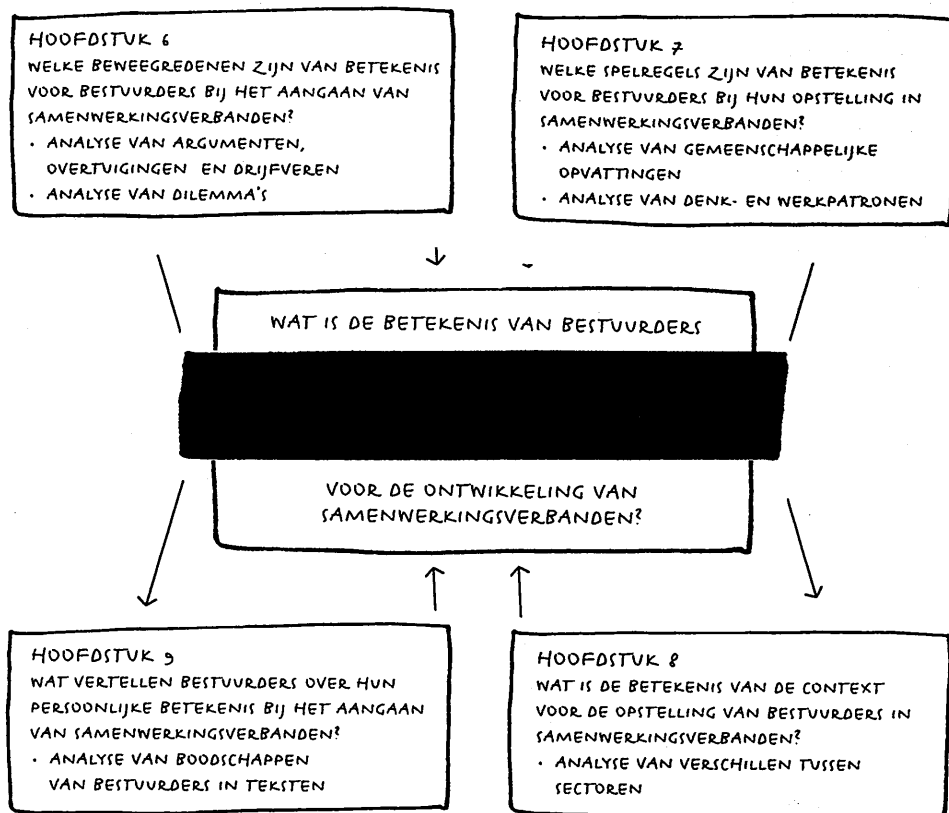 HOOFDSTUK 6
WELKE BEWEEGREDENEN ZIJN VAN BETEKENIS
VOOR BESTUURDERS BIJ HET AANGAAN VAN
SAMENWERKINGSVERBANDEN?
· ANALYSE VAN ARGUMENTEN,
OVERTUIGINGEN EN DRIJFVEREN
· ANALYSE VAN DILEMMA'S
HOOFDSTUK 7
WELKE SPELREGELS ZIJN VAN BETEKENIS
VOOR BESTUURDERS BIJ HUN OPSTELLING IN
SAMENWERKINGSVERBANDEN?
· ANALYSE VAN GEMEENSCHAPPELIJKE
OPVATTINGEN
· ANALYSE VAN DENK- EN WERKPATRONEN
WAT IS DE BETEKENIS VAN BESTUURDERS
VOOR DE ONTWIKKELING VAN
SAMENWERKINGSVERBANDEN?
HOOFDSTUK 9
WAT VERTELLEN BESTUURDERS OVER HUN
PERSOONLIJKE BETEKENIS BIJ HET AANGAAN
VAN SAMENWERKINGSVERBANDEN?
· ANALYSE VAN BOODSCHAPPEN
VAN BESTUURDERS IN TEKSTEN
HOOFDSTUK 8
WAT IS DE BETEKENIS VAN DE CONTEXT
VOOR DE OPSTELLING VAN BESTUURDERS IN
SAMENWERKINGSVERBANDEN?
· ANALYSE VAN VERSCHILLEN TUSSEN
SECTOREN